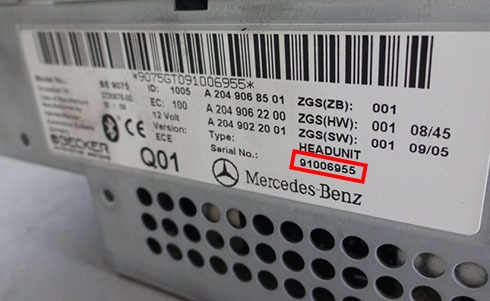 *9075GT091006955*
Model No.: BE 9075 ID: 1005 A 204 906 85 01 ZGS(ZB): 001
EC: 100 A 204 906 22 00 ZGS(HW): 001 08/45
12 Volt A 204 902 20 01 ZGS(SW): 001 09/05
Version: ECE Type: HEADUNIT
BECKER Q01 Serial No.: 91006955
Mercedes-Benz